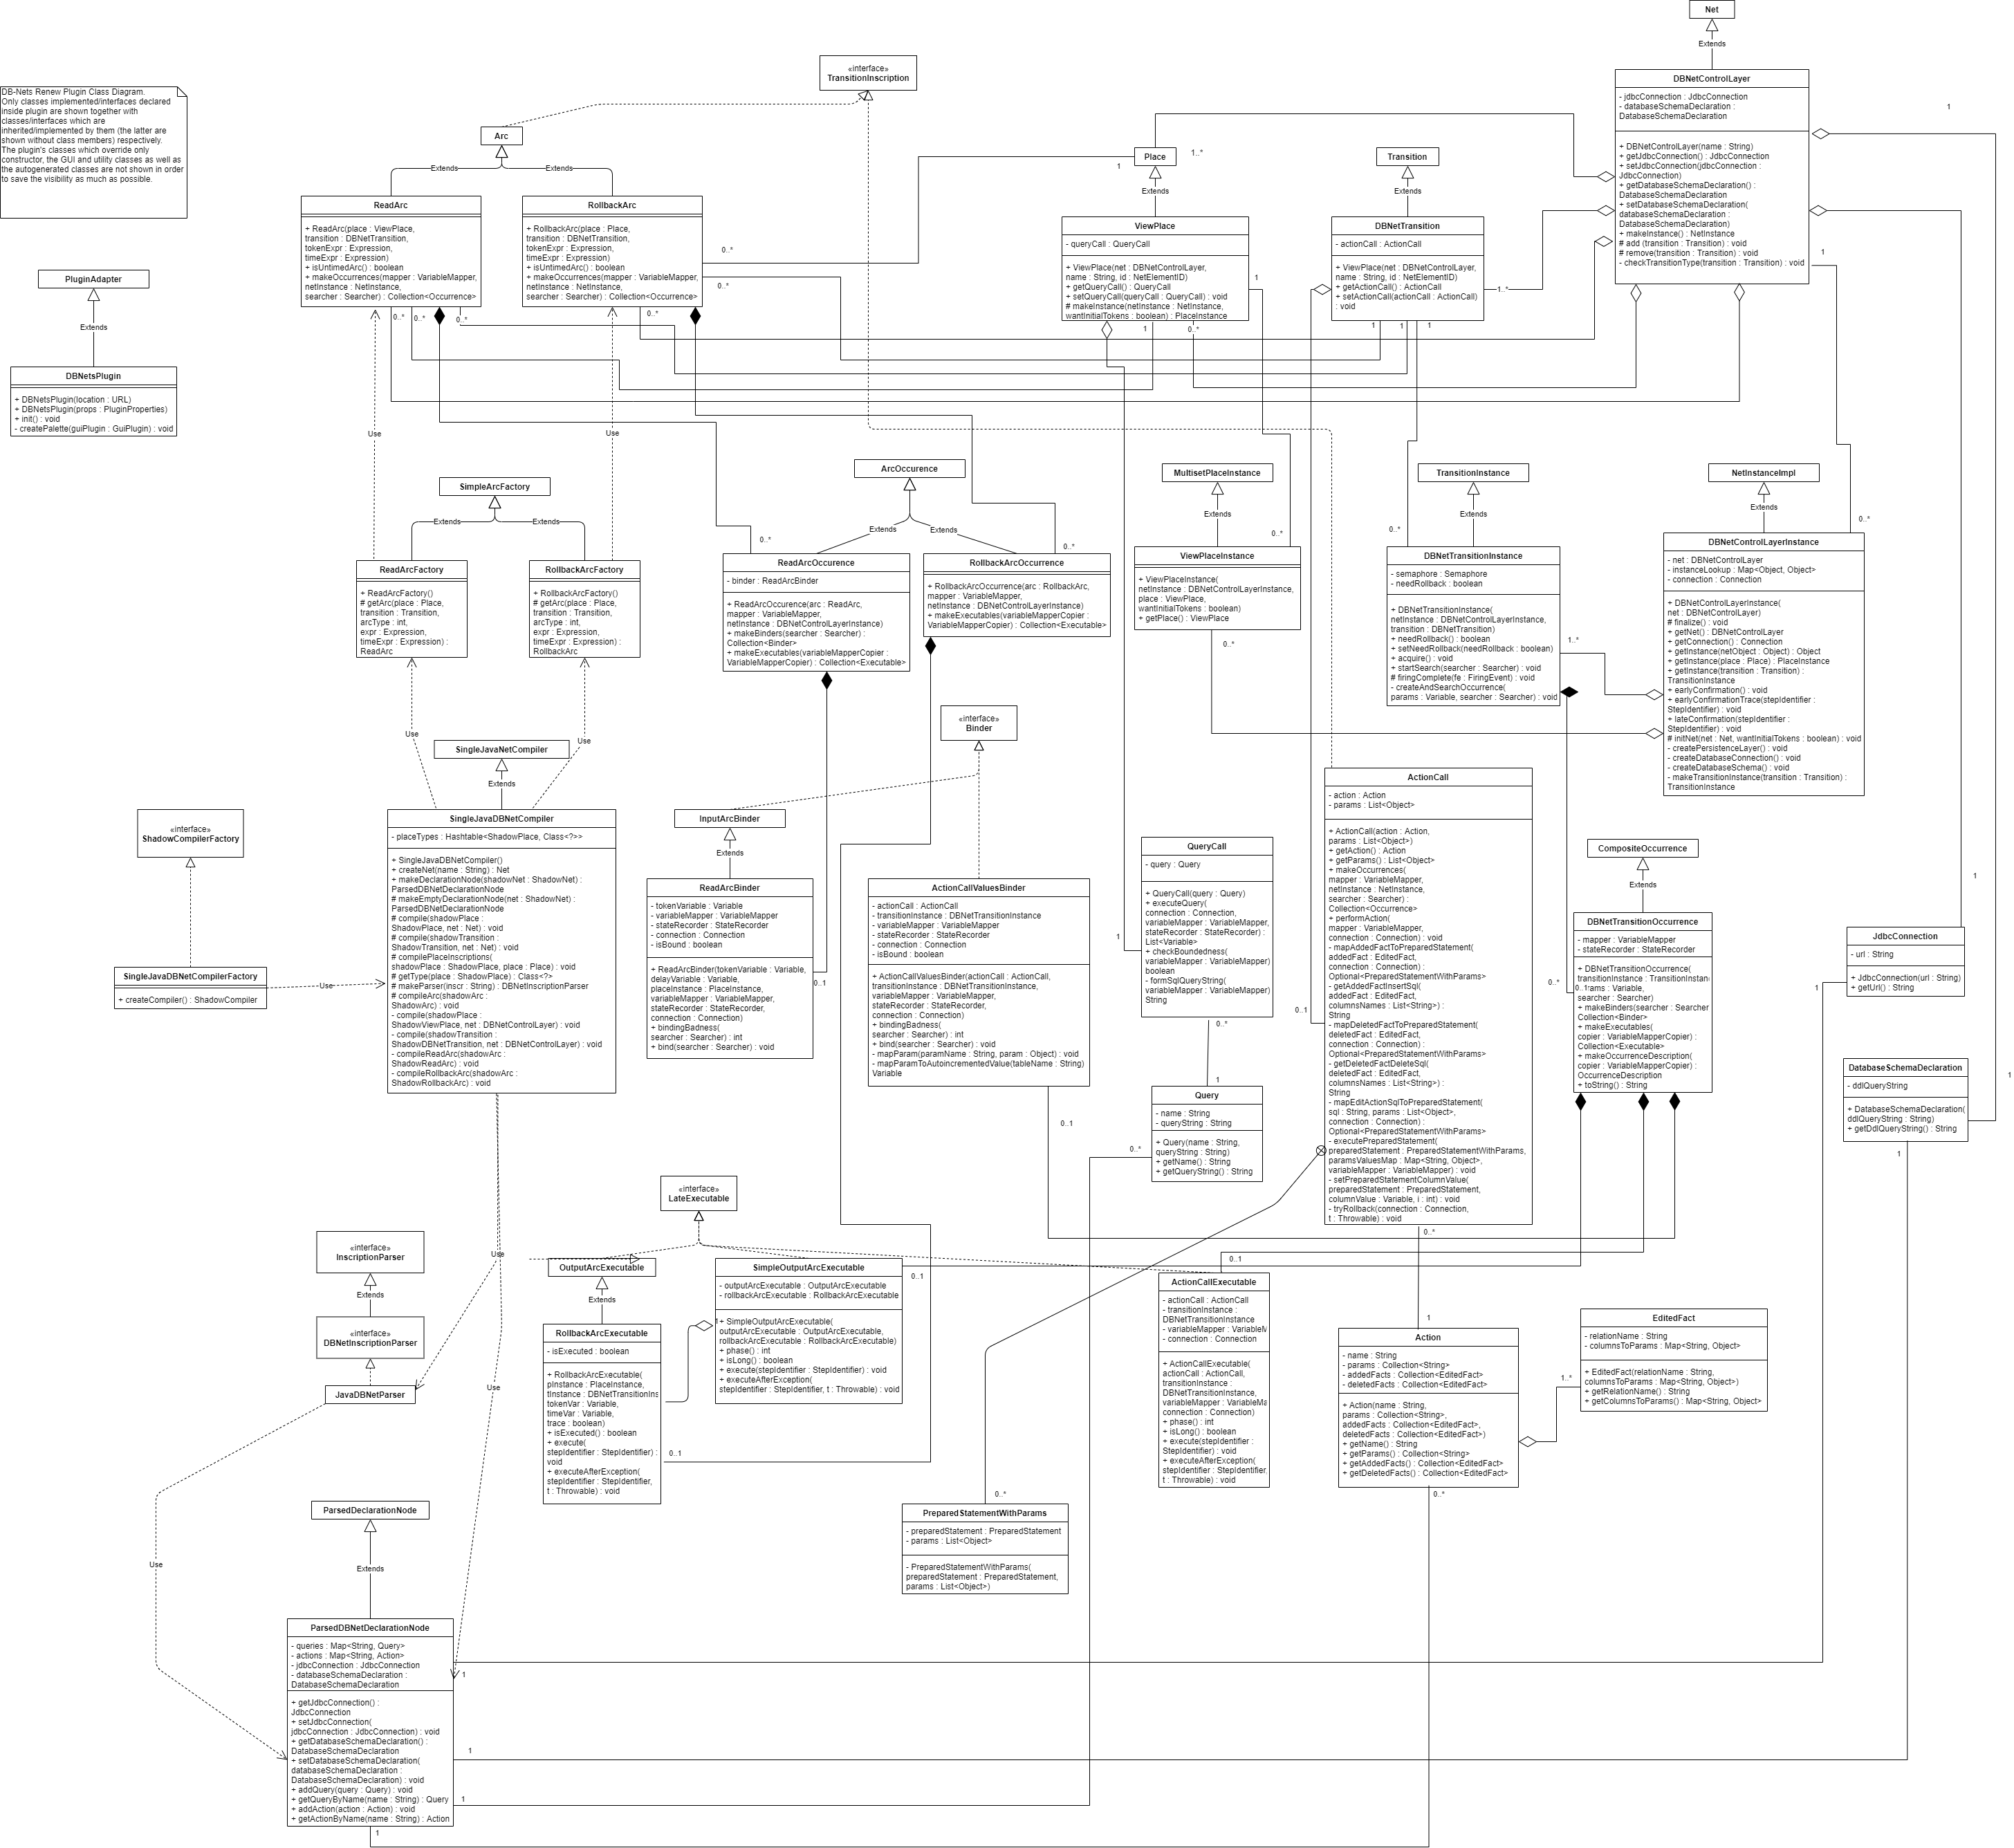 Net
Extends
DBNetControlLayer
- jdbcConnection : JdbcConnection
- databaseSchemaDeclaration :
DatabaseSchemaDeclaration
+ DBNetControlLayer(name : String)
+ getJdbcConnection() : JdbcConnection
+ setJdbcConnection(jdbcConnection :
JdbcConnection)
+ getDatabaseSchemaDeclaration() :
DatabaseSchemaDeclaration
+ setDatabaseSchemaDeclaration(
databaseSchemaDeclaration :
DatabaseSchemaDeclaration)
+ makeInstance() : NetInstance
# add (transition : Transition) : void
# remove(transition : Transition) : void
- checkTransitionType(transition : Transition) : void
1
1
«interface»
TransitionInscription
DB-Nets Renew Plugin Class Diagram.
Only classes implemented/interfaces declared
inside plugin are shown together with
classes/interfaces which are
inherited/implemented by them (the latter are
shown without class members) respectively.
The plugin's classes which override only
constructor, the GUI and utility classes as well as
the autogenerated classes are not shown in order
to save the visibility as much as possible.
Arc
Extends
Extends
ReadArc
+ ReadArc(place : ViewPlace,
transition : DBNetTransition,
tokenExpr : Expression,
timeExpr : Expression)
+ isUntimedArc() : boolean
+ makeOccurrences(mapper : VariableMapper,
netInstance : NetInstance,
searcher : Searcher) : Collection<Occurrence>
0..*
0..*
0..*
RollbackArc
+ RollbackArc(place : Place,
transition : DBNetTransition,
tokenExpr : Expression,
timeExpr : Expression)
+ isUntimedArc() : boolean
+ makeOccurrences(mapper : VariableMapper,
netInstance : NetInstance,
searcher : Searcher) : Collection<Occurrence>
0..*
0..*
0..*
Place
1
1..*
Extends
ViewPlace
- queryCall : QueryCall
+ ViewPlace(net : DBNetControlLayer,
name : String, id : NetElementID)
+ getQueryCall() : QueryCall
+ setQueryCall(queryCall : QueryCall) : void
# makeInstance(netInstance : NetInstance,
wantInitialTokens : boolean) : PlaceInstance
1
1
0..*
Transition
Extends
DBNetTransition
- actionCall : ActionCall
+ ViewPlace(net : DBNetControlLayer,
name : String, id : NetElementID)
+ getActionCall() : ActionCall
+ setActionCall(actionCall : ActionCall)
: void
1..*
1
1
1
PluginAdapter
Extends
DBNetsPlugin
+ DBNetsPlugin(location : URL)
+ DBNetsPlugin(props : PluginProperties)
+ init() : void
- createPalette(guiPlugin : GuiPlugin) : void
Use
Use
SimpleArcFactory
Extends
Extends
ReadArcFactory
+ ReadArcFactory()
# getArc(place : Place,
transition : Transition,
arcType : int,
expr : Expression,
timeExpr : Expression) :
ReadArc
RollbackArcFactory
+ RollbackArcFactory()
# getArc(place : Place,
transition : Transition,
arcType : int,
expr : Expression,
timeExpr : Expression) :
RollbackArc
Use
Use
ArcOccurence
Extends
Extends
0..*
0..*
ReadArcOccurence
- binder : ReadArcBinder
+ ReadArcOccurence(arc : ReadArc,
mapper : VariableMapper,
netInstance : DBNetControlLayerInstance)
+ makeBinders(searcher : Searcher) :
Collection<Binder>
+ makeExecutables(variableMapperCopier :
VariableMapperCopier) : Collection<Executable>
RollbackArcOccurrence
+ RollbackArcOccurrence(arc : RollbackArc,
mapper : VariableMapper,
netInstance : DBNetControlLayerInstance)
+ makeExecutables(variableMapperCopier :
VariableMapperCopier) : Collection<Executable>
MultisetPlaceInstance
Extends
0..*
ViewPlaceInstance
+ ViewPlaceInstance(
netInstance : DBNetControlLayerInstance,
place : ViewPlace,
wantInitialTokens : boolean)
+ getPlace() : ViewPlace
0..*
TransitionInstance
Extends
0..*
DBNetTransitionInstance
- semaphore : Semaphore
- needRollback : boolean
+ DBNetTransitionInstance(
netInstance : DBNetControlLayerInstance,
transition : DBNetTransition)
+ needRollback() : boolean
+ setNeedRollback(needRollback : boolean)
+ acquire() : void
+ startSearch(searcher : Searcher) : void
# firingComplete(fe : FiringEvent) : void
- createAndSearchOccurrence(
params : Variable, searcher : Searcher) : void
1..*
NetInstanceImpl
Extends
0..*
DBNetControlLayerInstance
- net : DBNetControlLayer
- instanceLookup : Map<Object, Object>
- connection : Connection
+ DBNetControlLayerInstance(
net : DBNetControlLayer)
# finalize() : void
+ getNet() : DBNetControlLayer
+ getConnection() : Connection
+ getInstance(netObject : Object) : Object
+ getInstance(place : Place) : PlaceInstance
+ getInstance(transition : Transition) :
TransitionInstance
+ earlyConfirmation() : void
+ earlyConfirmationTrace(stepIdentifier :
StepIdentifier) : void
+ lateConfirmation(stepIdentifier :
StepIdentifier) : void
# initNet(net : Net, wantInitialTokens : boolean) : void
- createPersistenceLayer() : void
- createDatabaseConnection() : void
- createDatabaseSchema() : void
- makeTransitionInstance(transition : Transition) :
TransitionInstance
SingleJavaNetCompiler
Extends
SingleJavaDBNetCompiler
- placeTypes : Hashtable<ShadowPlace, Class<?>>
+ SingleJavaDBNetCompiler()
+ createNet(name : String) : Net
+ makeDeclarationNode(shadowNet : ShadowNet) :
ParsedDBNetDeclarationNode
# makeEmptyDeclarationNode(net : ShadowNet) :
ParsedDBNetDeclarationNode
# compile(shadowPlace :
ShadowPlace, net : Net) : void
# compile(shadowTransition :
ShadowTransition, net : Net) : void
# compilePlaceInscriptions(
shadowPlace : ShadowPlace, place : Place) : void
# getType(place : ShadowPlace) : Class<?>
# makeParser(inscr : String) : DBNetInscriptionParser
# compileArc(shadowArc :
ShadowArc) : void
- compile(shadowPlace :
ShadowViewPlace, net : DBNetControlLayer) : void
- compile(shadowTransition :
ShadowDBNetTransition, net : DBNetControlLayer) : void
- compileReadArc(shadowArc :
ShadowReadArc) : void
- compileRollbackArc(shadowArc :
ShadowRollbackArc) : void
«interface»
ShadowCompilerFactory
SingleJavaDBNetCompilerFactory
+ createCompiler() : ShadowCompiler
Use
«interface»
Binder
InputArcBinder
Extends
ReadArcBinder
- tokenVariable : Variable
- variableMapper : VariableMapper
- stateRecorder : StateRecorder
- connection : Connection
- isBound : boolean
+ ReadArcBinder(tokenVariable : Variable,
delayVariable : Variable,
placeInstance : PlaceInstance,
variableMapper : VariableMapper,
stateRecorder : StateRecorder,
connection : Connection)
+ bindingBadness(
searcher : Searcher) : int
+ bind(searcher : Searcher) : void
0..1
ActionCallValuesBinder
- actionCall : ActionCall
- transitionInstance : DBNetTransitionInstance
- variableMapper : VariableMapper
- stateRecorder : StateRecorder
- connection : Connection
- isBound : boolean
+ ActionCallValuesBinder(actionCall : ActionCall,
transitionInstance : DBNetTransitionInstance,
variableMapper : VariableMapper,
stateRecorder : StateRecorder,
connection : Connection)
+ bindingBadness(
searcher : Searcher) : int
+ bind(searcher : Searcher) : void
- mapParam(paramName : String, param : Object) : void
- mapParamToAutoincrementedValue(tableName : String)
Variable
0..1
QueryCall
- query : Query
+ QueryCall(query : Query)
+ executeQuery(
connection : Connection,
variableMapper : VariableMapper,
stateRecorder : StateRecorder) :
List<Variable>
+ checkBoundedness(
variableMapper : VariableMapper)
boolean
- formSqlQueryString(
variableMapper : VariableMapper)
String
1
0..*
1
Query
- name : String
- queryString : String
+ Query(name : String,
queryString : String)
+ getName() : String
+ getQueryString() : String
0..*
ActionCall
- action : Action
- params : List<Object>
+ ActionCall(action : Action,
params : List<Object>)
+ getAction() : Action
+ getParams() : List<Object>
+ makeOccurrences(
mapper : VariableMapper,
netInstance : NetInstance,
searcher : Searcher) :
Collection<Occurrence>
+ performAction(
mapper : VariableMapper,
connection : Connection) : void
- mapAddedFactToPreparedStatement(
addedFact : EditedFact,
connection : Connection) :
Optional<PreparedStatementWithParams>
- getAddedFactInsertSql(
addedFact : EditedFact,
columnsNames : List<String>) :
String
- mapDeletedFactToPreparedStatement(
deletedFact : EditedFact,
connection : Connection) :
Optional<PreparedStatementWithParams>
- getDeletedFactDeleteSql(
deletedFact : EditedFact,
columnsNames : List<String>) :
String
- mapEditActionSqlToPreparedStatement(
sql : String, params : List<Object>,
connection : Connection) :
Optional<PreparedStatementWithParams>
- executePreparedStatement(
preparedStatement : PreparedStatementWithParams,
paramsValuesMap : Map<String, Object>,
variableMapper : VariableMapper) : void
- setPreparedStatementColumnValue(
preparedStatement : PreparedStatement,
columnValue : Variable, i : int) : void
- tryRollback(connection : Connection,
t : Throwable) : void
0..1
0..*
CompositeOccurrence
Extends
DBNetTransitionOccurrence
- mapper : VariableMapper
- stateRecorder : StateRecorder
+ DBNetTransitionOccurrence(
transitionInstance : TransitionInstan
params : Variable,
searcher : Searcher)
+ makeBinders(searcher : Searcher
Collection<Binder>
+ makeExecutables(
copier : VariableMapperCopier) :
Collection<Executable>
+ makeOccurrenceDescription(
copier : VariableMapperCopier) :
OccurrenceDescription
+ toString() : String
0..*
JdbcConnection
- url : String
+ JdbcConnection(url : String)
+ getUrl() : String
1
1
DatabaseSchemaDeclaration
- ddlQueryString
+ DatabaseSchemaDeclaration(
ddlQueryString : String)
+ getDdlQueryString() : String
1
1
«interface»
LateExecutable
OutputArcExecutable
Extends
RollbackArcExecutable
- isExecuted : boolean
+ RollbackArcExecutable(
pInstance : PlaceInstance,
tInstance : DBNetTransitionIns
tokenVar : Variable,
timeVar : Variable,
trace : boolean)
+ isExecuted() : boolean
+ execute(
stepIdentifier : StepIdentifier) :
void
+ executeAfterException(
stepIdentifier : StepIdentifier,
t : Throwable) : void
0..1
SimpleOutputArcExecutable
- outputArcExecutable : OutputArcExecutable
- rollbackArcExecutable : RollbackArcExecutable
+ SimpleOutputArcExecutable(
outputArcExecutable : OutputArcExecutable,
rollbackArcExecutable : RollbackArcExecutable)
+ phase() : int
+ isLong() : boolean
+ execute(stepIdentifier : StepIdentifier) : void
+ executeAfterException(
stepIdentifier : StepIdentifier, t : Throwable) : void
1
0..1
ActionCallExecutable
- actionCall : ActionCall
- transitionInstance :
DBNetTransitionInstance
- variableMapper : Variable
- connection : Connection
+ ActionCallExecutable(
actionCall : ActionCall,
transitionInstance :
DBNetTransitionInstance,
variableMapper : VariableMa
connection : Connection)
+ phase() : int
+ isLong() : boolean
+ execute(stepIdentifier :
StepIdentifier) : void
+ executeAfterException(
stepIdentifier : StepIdentifier,
t : Throwable) : void
0..1
1
Action
- name : String
- params : Collection<String>
- addedFacts : Collection<EditedFact>
- deletedFacts : Collection<EditedFact>
+ Action(name : String,
params : Collection<String>,
addedFacts : Collection<EditedFact>,
deletedFacts : Collection<EditedFact>)
+ getName() : String
+ getParams() : Collection<String>
+ getAddedFacts() : Collection<EditedFact>
+ getDeletedFacts() : Collection<EditedFact>
0..*
1..*
EditedFact
- relationName : String
- columnsToParams : Map<String, Object>
+ EditedFact(relationName : String,
columnsToParams : Map<String, Object>)
+ getRelationName() : String
+ getColumnsToParams() : Map<String, Object>
0..*
PreparedStatementWithParams
- preparedStatement : PreparedStatement
- params : List<Object>
- PreparedStatementWithParams(
preparedStatement : PreparedStatement,
params : List<Object>)
«interface»
InscriptionParser
Extends
«interface»
DBNetInscriptionParser
JavaDBNetParser
Use
Use
Use
ParsedDeclarationNode
Extends
ParsedDBNetDeclarationNode
- queries : Map<String, Query>
- actions : Map<String, Action>
- jdbcConnection : JdbcConnection
- databaseSchemaDeclaration :
DatabaseSchemaDeclaration
+ getJdbcConnection() :
JdbcConnection
+ setJdbcConnection(
jdbcConnection : JdbcConnection) : void
+ getDatabaseSchemaDeclaration() :
DatabaseSchemaDeclaration
+ setDatabaseSchemaDeclaration(
databaseSchemaDeclaration :
DatabaseSchemaDeclaration) : void
+ addQuery(query : Query) : void
+ getQueryByName(name : String) : Query
+ addAction(action : Action) : void
+ getActionByName(name : String) : Action
1
1
1
1